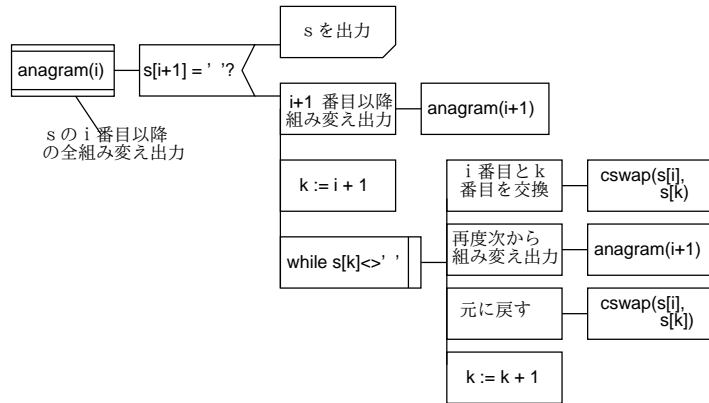 anagram(i)
s[i+1] = ' '?
ｓを出力
ｓのｉ番目以降
の全組み変え出力
i+1 番目以降
組み変え出力
anagram(i+1)
k := i + 1
while s[k]<>' '
ｉ番目とｋ
番目を交換
cswap(s[i],
s[k)
再度次から
組み変え出力
anagram(i+1)
元に戻す
cswap(s[i],
s[k])
k := k + 1